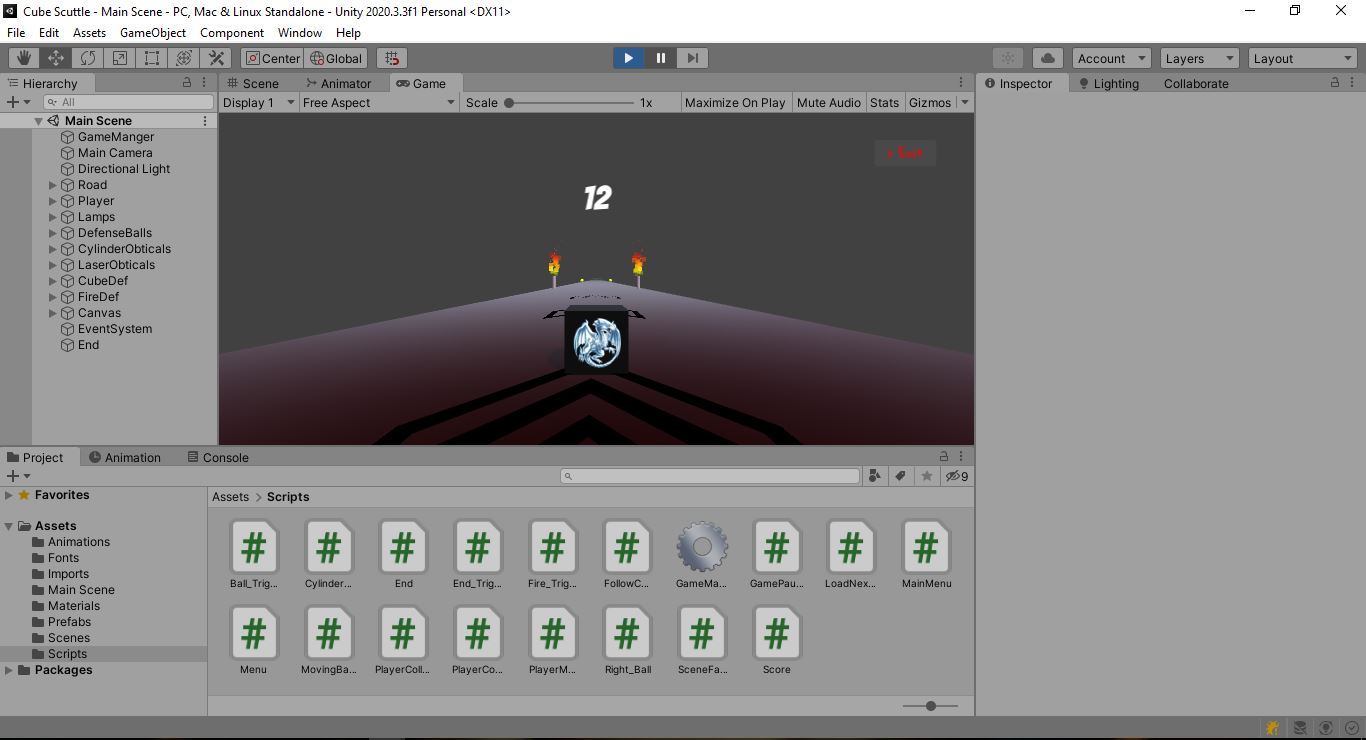 Cube Scuttle - Main Scene - PC, Mac & Linux Standalone - Unity 2020.3.3f1 Personal <DX11>
File Edit Assets GameObject Component Window Help
Center Global Account Layers Layout
Hierarchy Scene Animator Game Inspector Lighting Collaborate
All Display 1 Free Aspect Scale 1x Maximize On Play Mute Audio Stats Gizmos
Main Scene
GameManger
Main Camera
Directional Light
Road
Player
Lamps
DefenseBalls
CylinderObticals
LaserObticals
CubeDef
FireDef
Canvas
EventSystem
End
12
Project Animation Console
9
Favorites
Assets
Animations
Fonts
Imports
Main Scene
Materials
Prefabs
Scenes
Scripts
Packages
Assets > Scripts
Ball_Trig... Cylinder... End End_Trig... Fire_Trig... FollowC... GameMa... GamePau... LoadNex... MainMenu
Menu MovingBa... PlayerColl... PlayerCo... PlayerM... Right_Ball SceneFa... Score